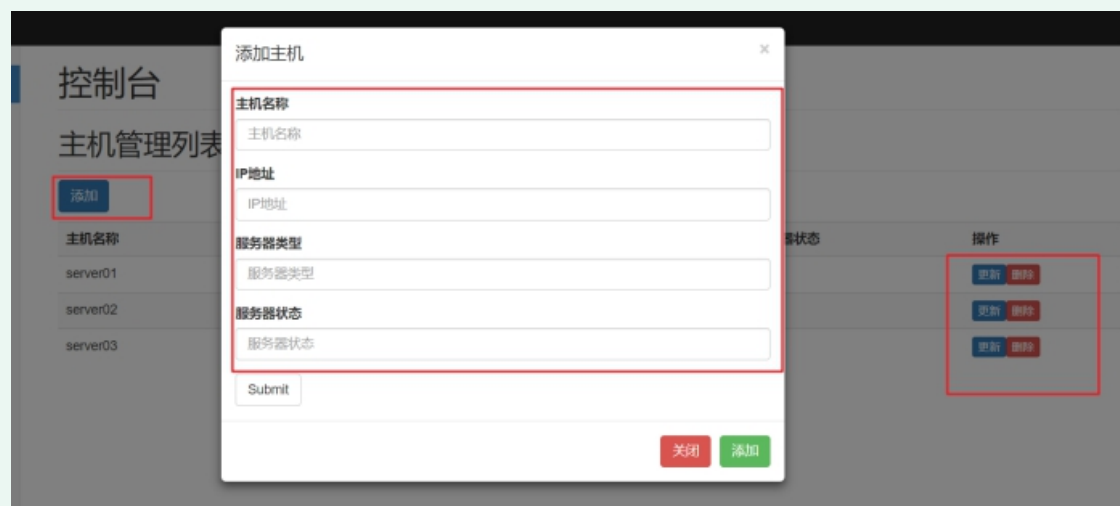 添加主机 ×
控制台
主机管理列表
添加
主机名称
主机名称
IP地址
IP地址
服务器类型
服务器类型
服务器状态
服务器状态
Submit
关闭 添加
主机名称 器状态 操作
server01 更新 删除
server02 更新 删除
server03 更新 删除